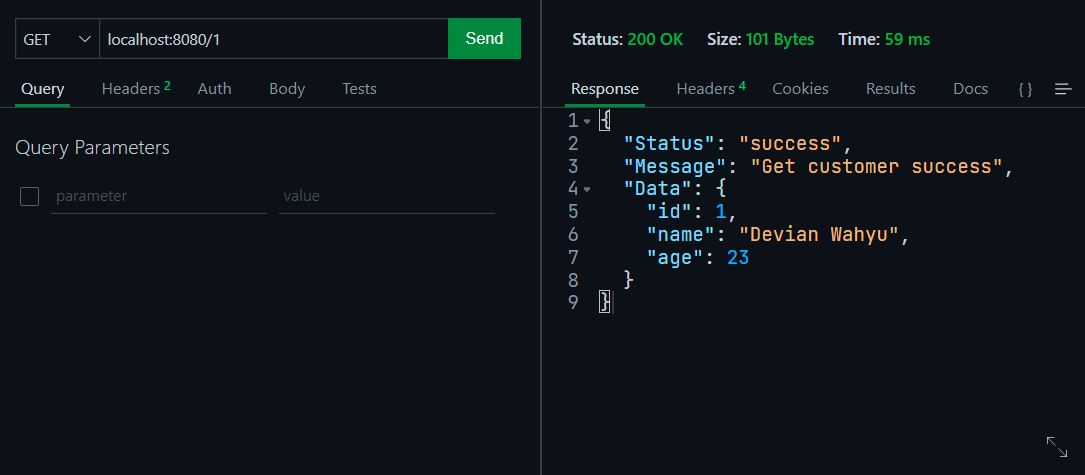 GET localhost:8080/1 Send
Query Headers 2 Auth Body Tests
Query Parameters
parameter value
Status: 200 OK Size: 101 Bytes Time: 59 ms
Response Headers 4 Cookies Results Docs { }
1 {
2 "Status": "success",
3 "Message": "Get customer success",
4 "Data": {
5 "id": 1,
6 "name": "Devian Wahyu",
7 "age": 23
8 }
9 }